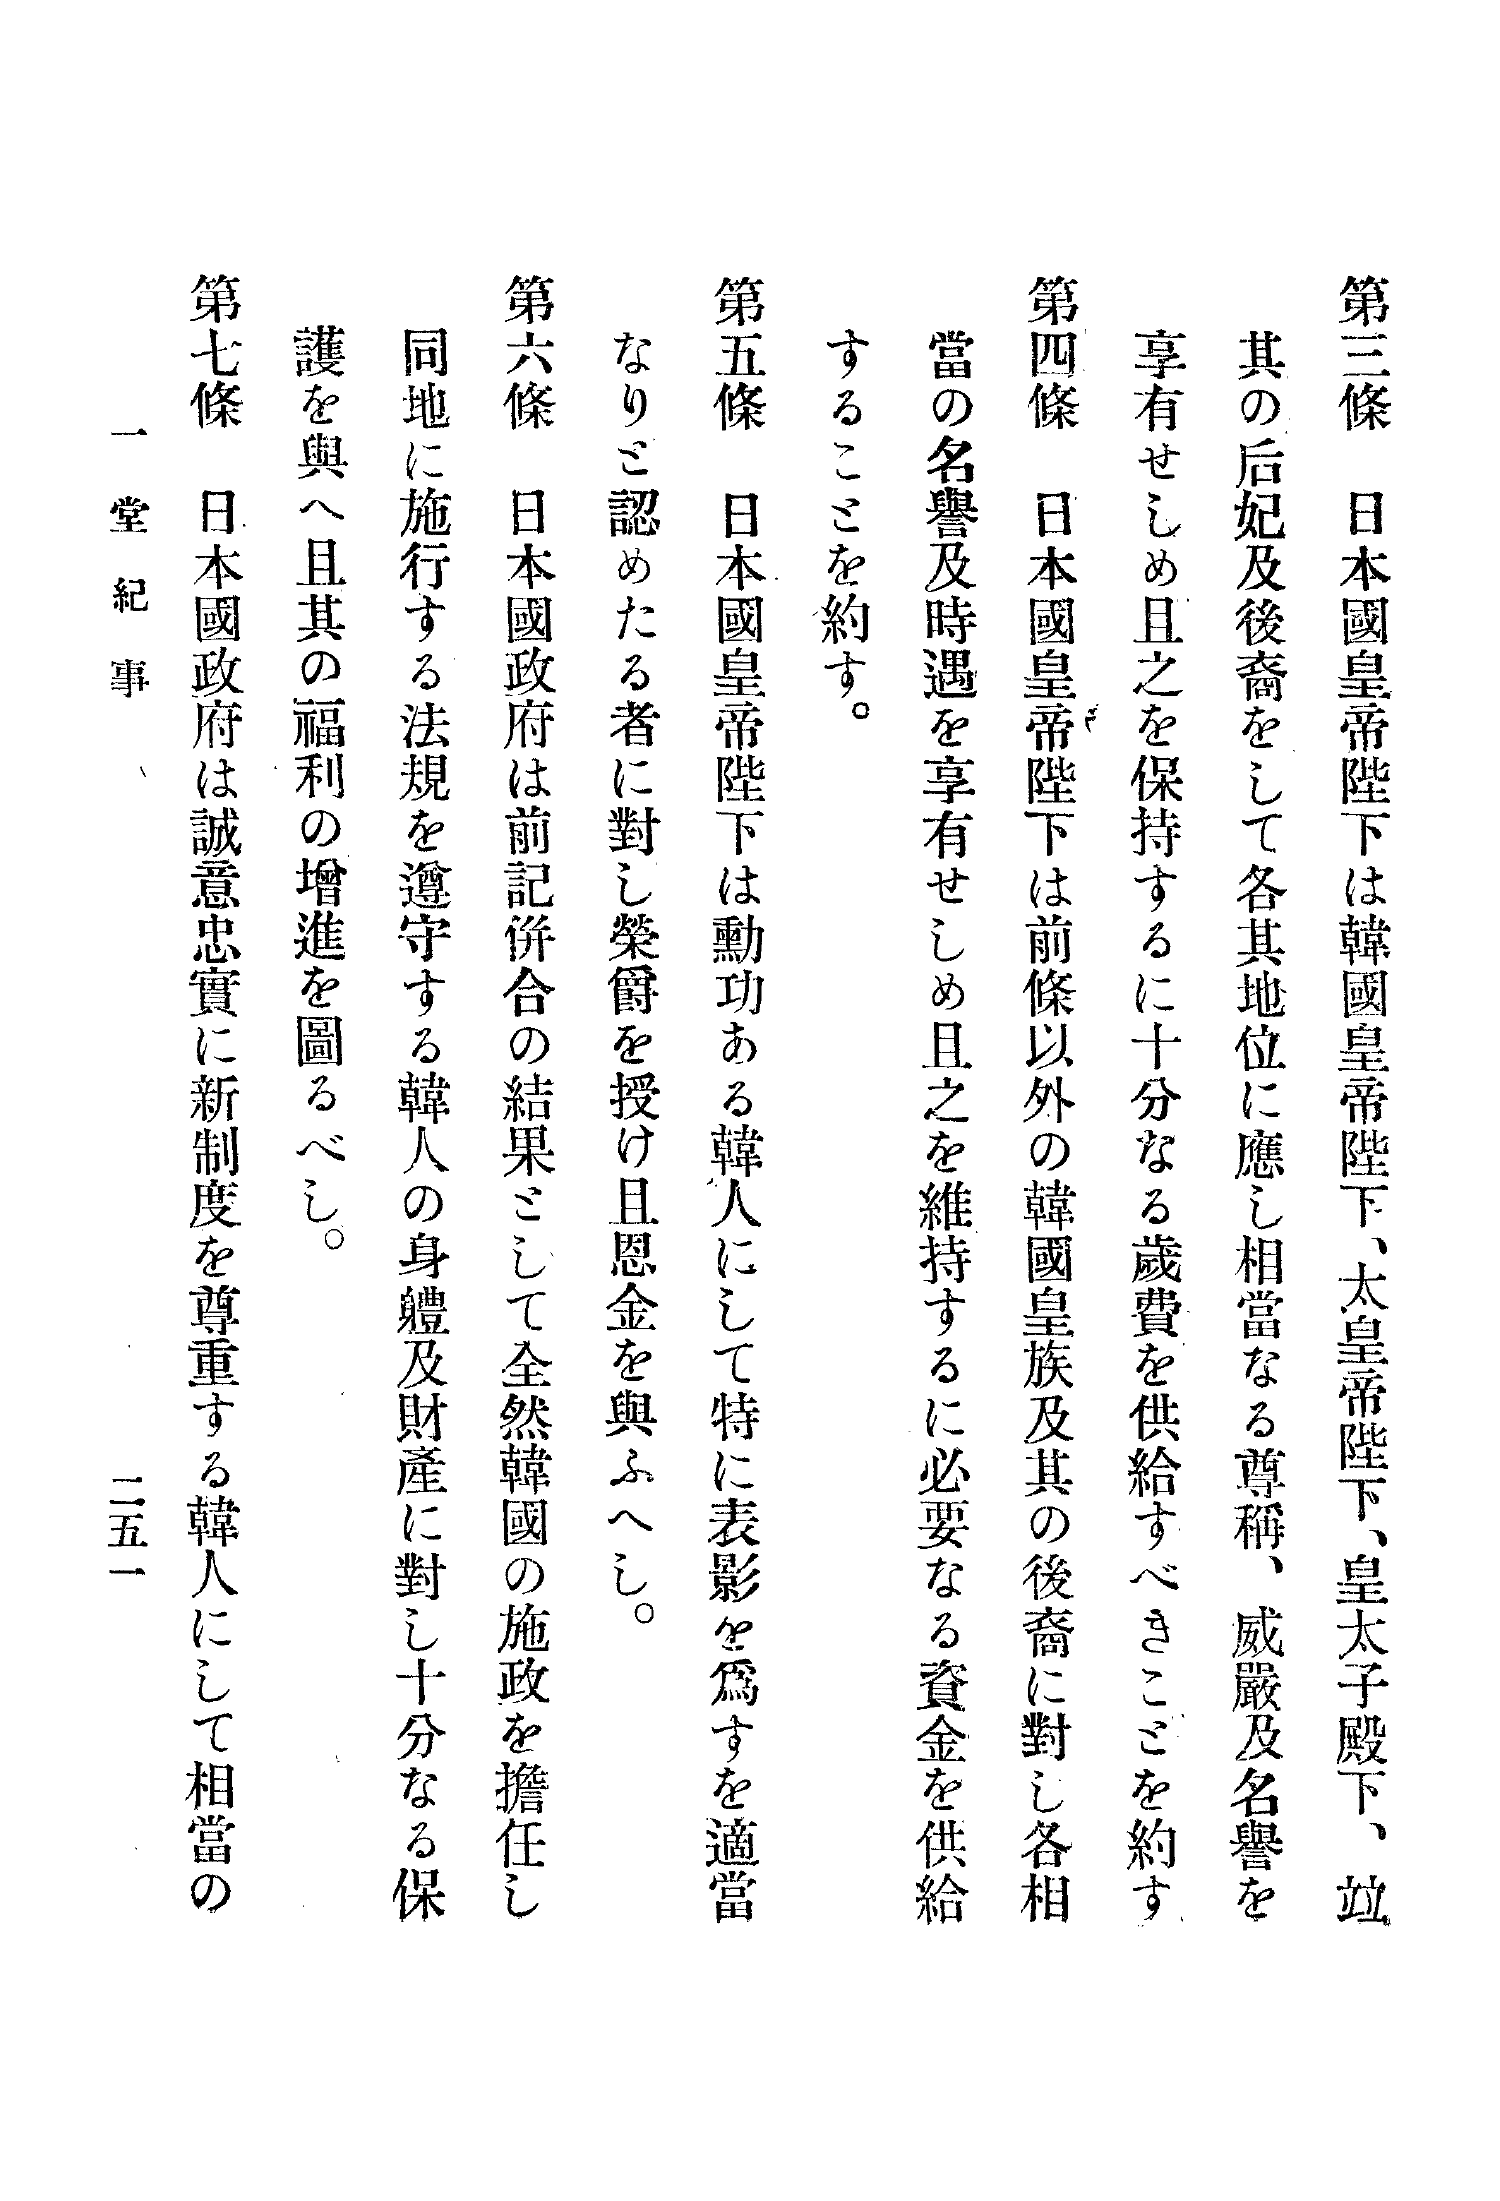 第三條　日本國皇帝陛下は韓國皇帝陛下、太皇帝陛下、皇太子殿下、竝
其の后妃及後裔をして各其地位に應し相當なる尊稱、威嚴及名譽を
享有せしめ且之を保持するに十分なる歲費を供給すべきことを約す
第四條　日本國皇帝陛下は前條以外の韓國皇族及其の後裔に對し各相
當の名譽及時遇を享有せしめ且之を維持するに必要なる資金を供給
することを約す。
第五條　日本國皇帝陛下は勳功ある韓人にして特に表影を爲すを適當
なりと認めたる者に對し榮爵を授け且恩金を與ふへし。
第六條　日本國政府は前記倂合の結果として全然韓國の施政を擔任し
同地に施行する法規を遵守する韓人の身軆及財產に對し十分なる保
護を與へ且其の福利の增進を圖るべし。
第七條　日本國政府は誠意忠實に新制度を尊重する韓人にして相當の
一堂紀事
二五一